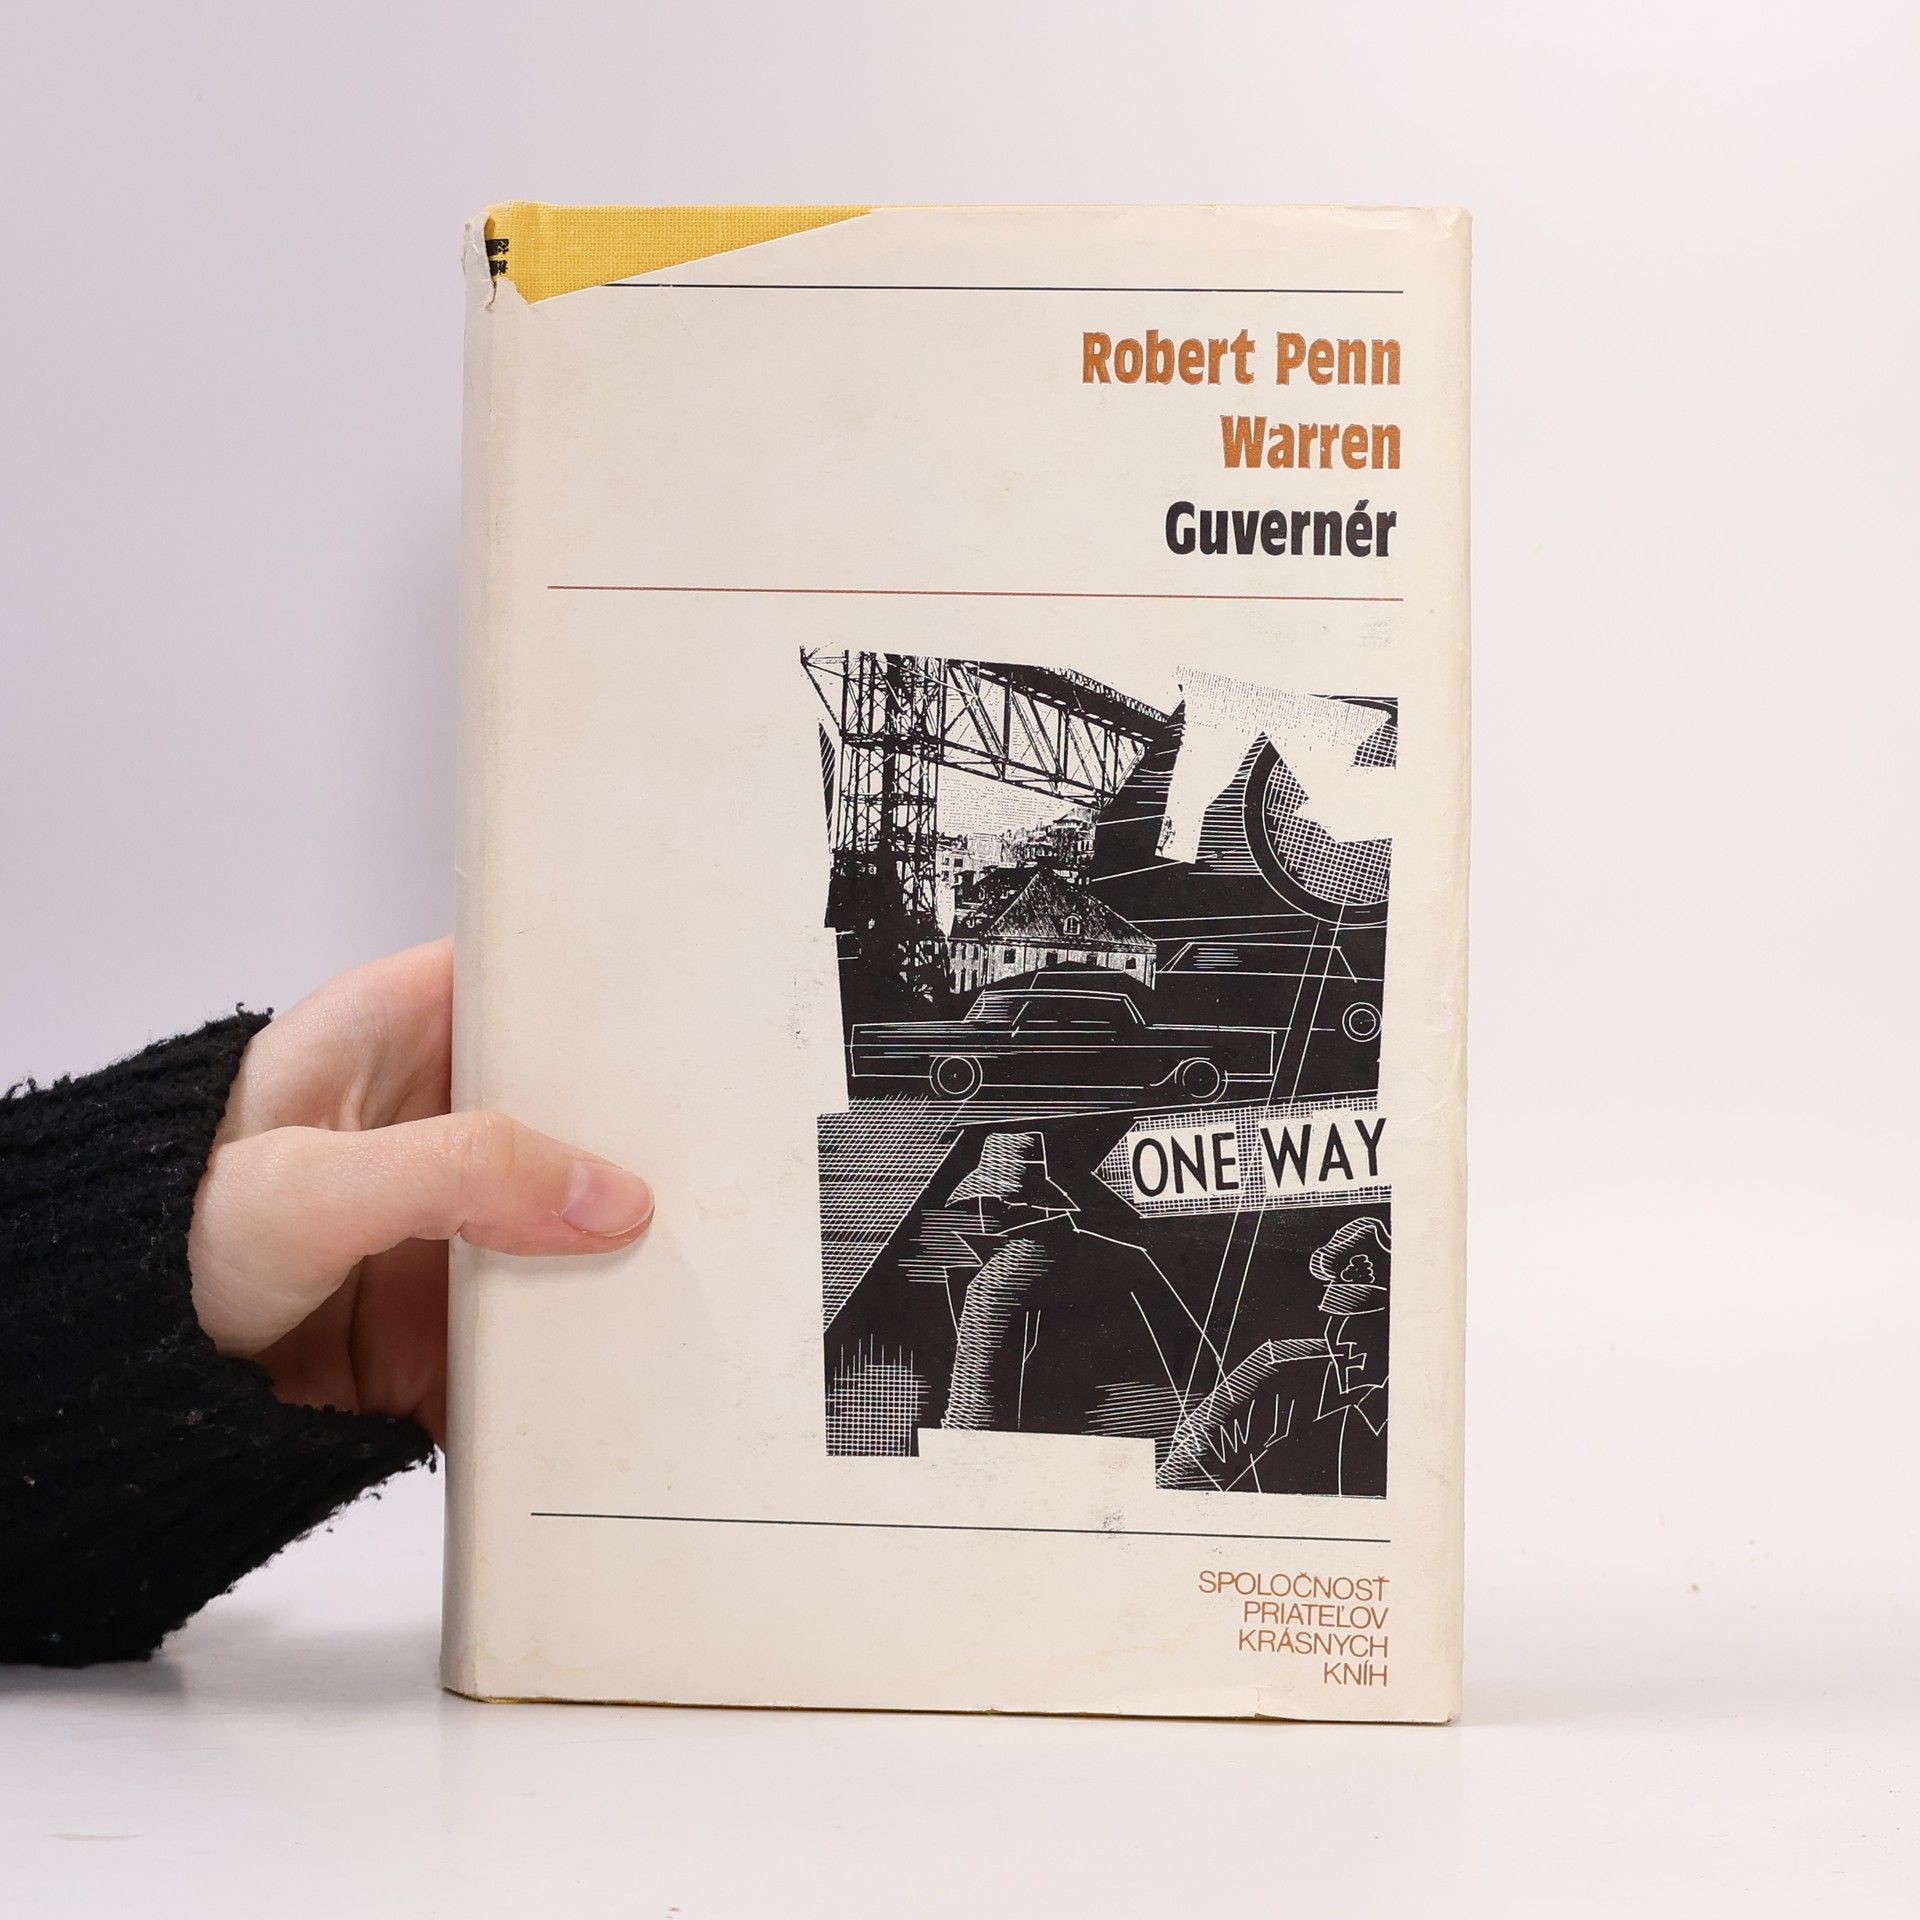 Robert Penn
Warren
Guvernér
ONE WAY
SPOLOČNOSŤ
PRIATEĽOV
KRÁSNYCH
KNÍH